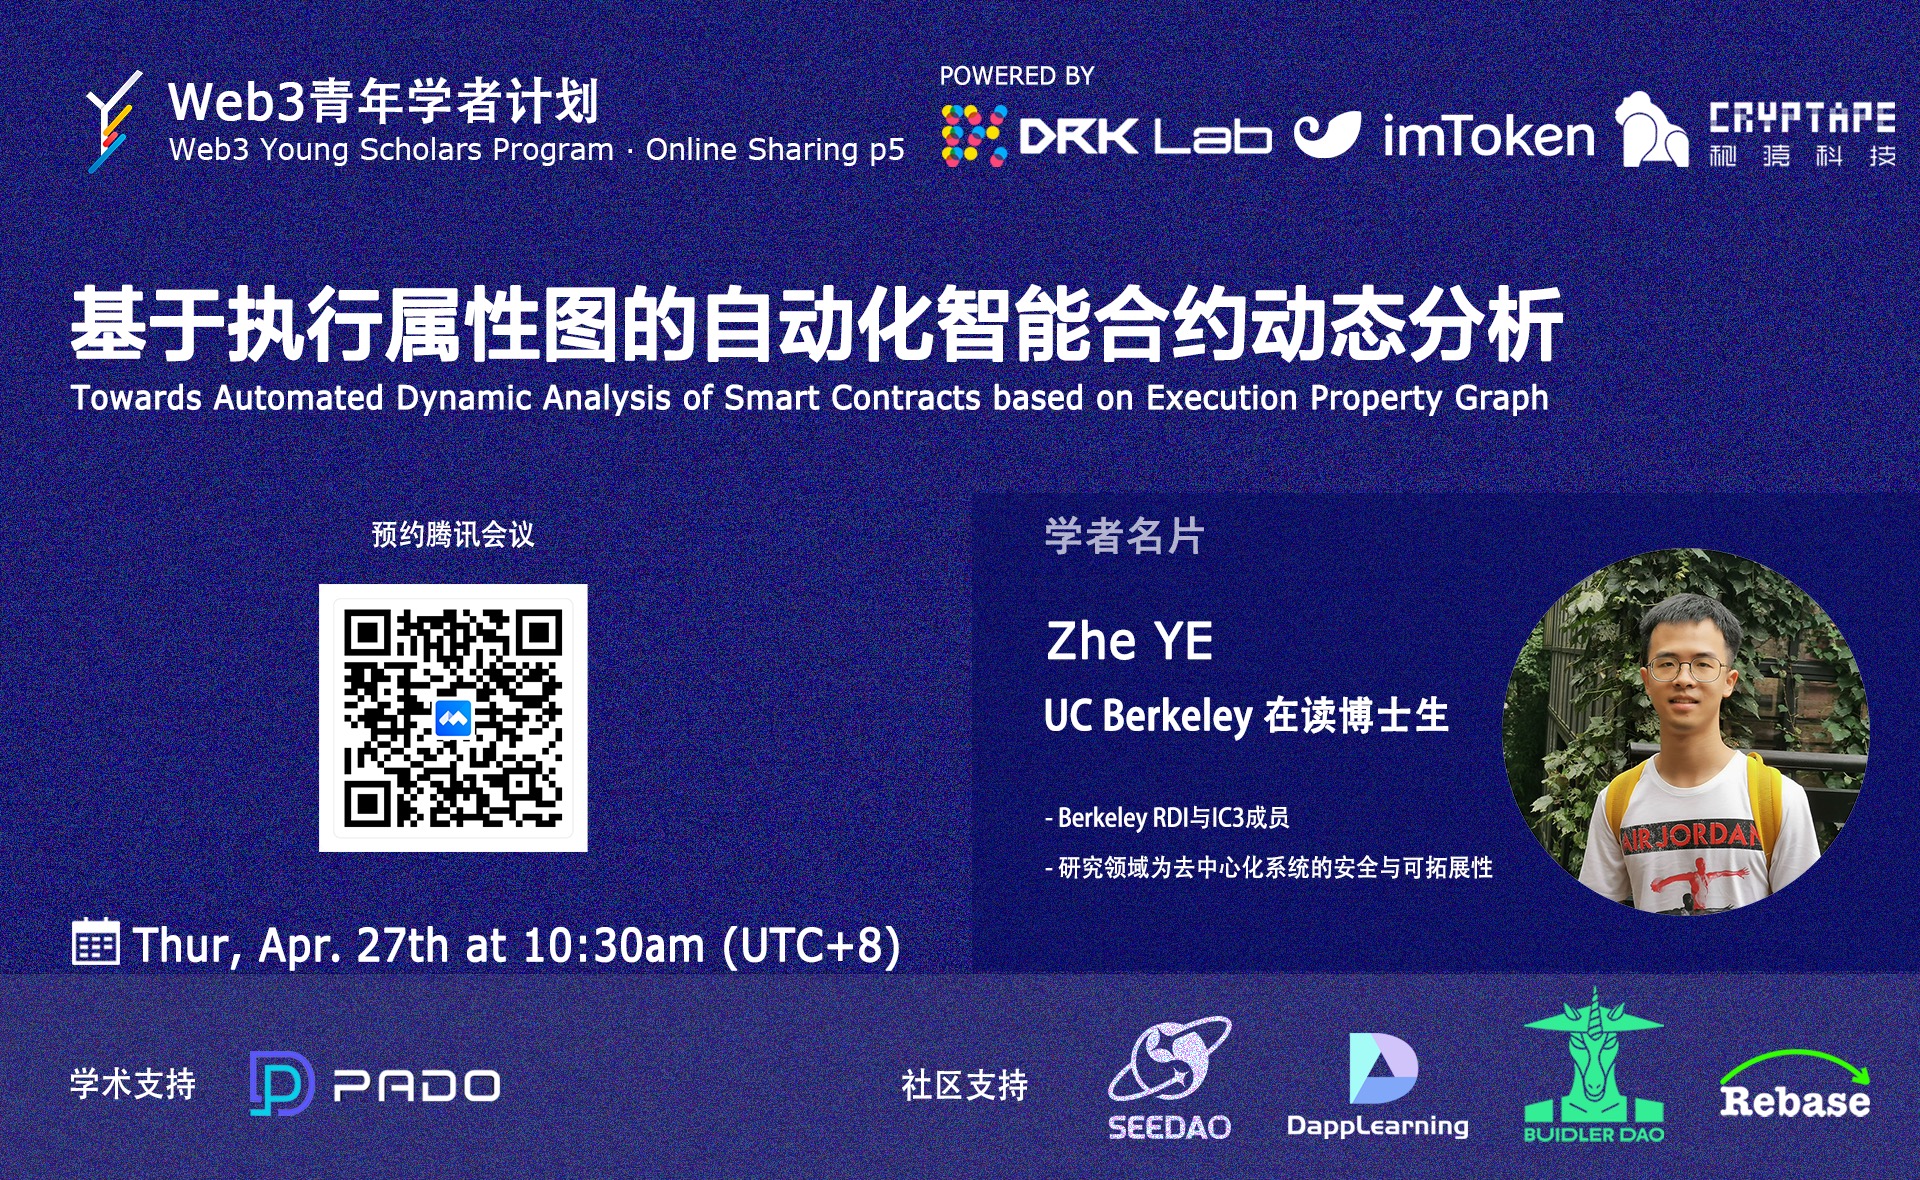 Web3青年学者计划
Web3 Young Scholars Program · Online Sharing p5
POWERED BY
DRK Lab
imToken
CRYPTAPE
秘猿科技
基于执行属性图的自动化智能合约动态分析
Towards Automated Dynamic Analysis of Smart Contracts based on Execution Property Graph
预约腾讯会议
Thur, Apr. 27th at 10:30am (UTC+8)
学者名片
Zhe YE
UC Berkeley 在读博士生
- Berkeley RDI与IC3成员
- 研究领域为去中心化系统的安全与可拓展性
AIR JORDAN
学术支持
PADO
社区支持
SEEDAO
DappLearning
BUIDLER DAO
Rebase